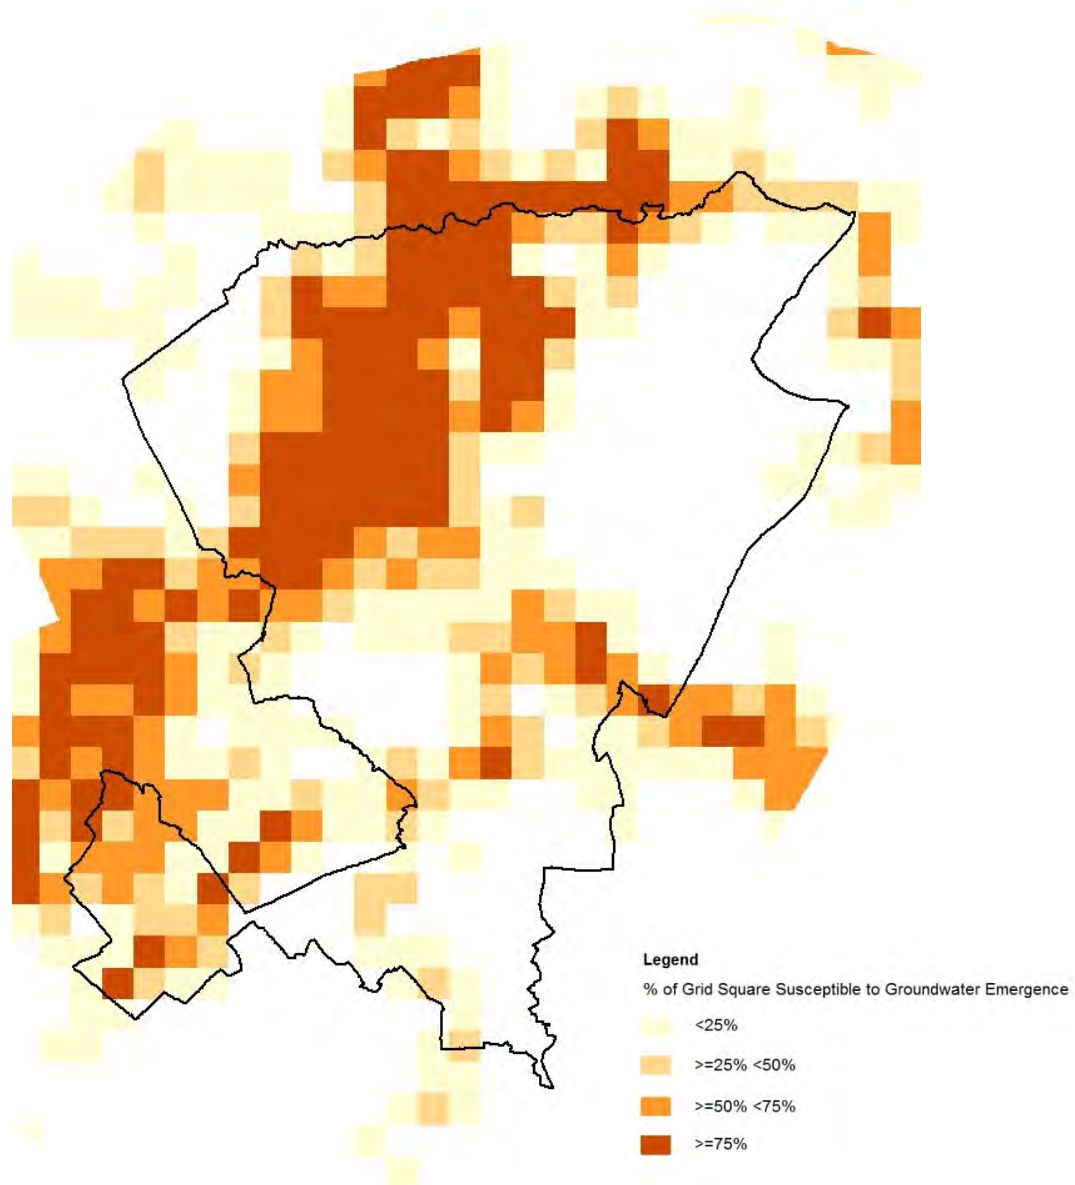 Legend
% of Grid Square Susceptible to Groundwater Emergence
<25%
>=25% <50%
>=50% <75%
>=75%